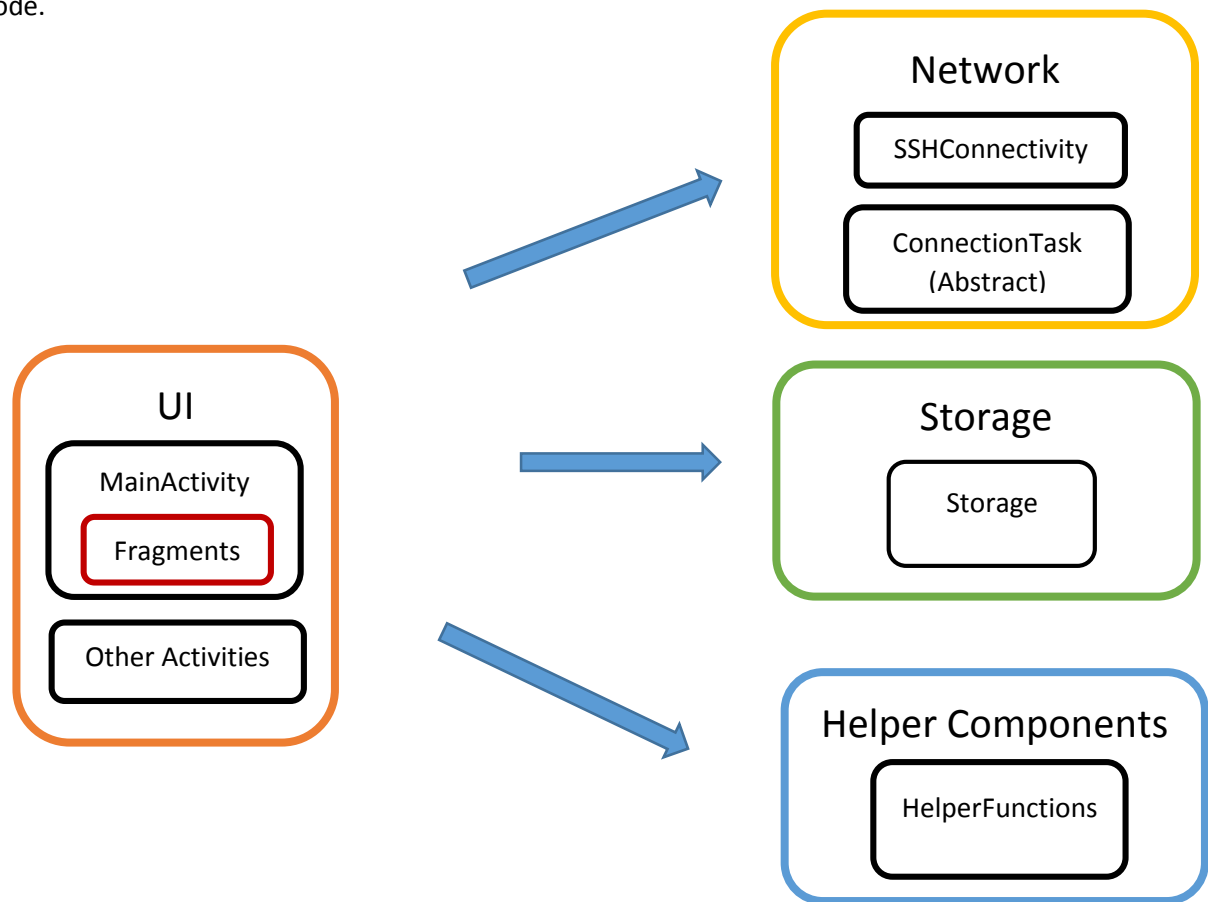 ode.
Network
SSHConnectivity
ConnectionTask
(Abstract)
UI
MainActivity
Fragments
Other Activities
Storage
Storage
Helper Components
HelperFunctions